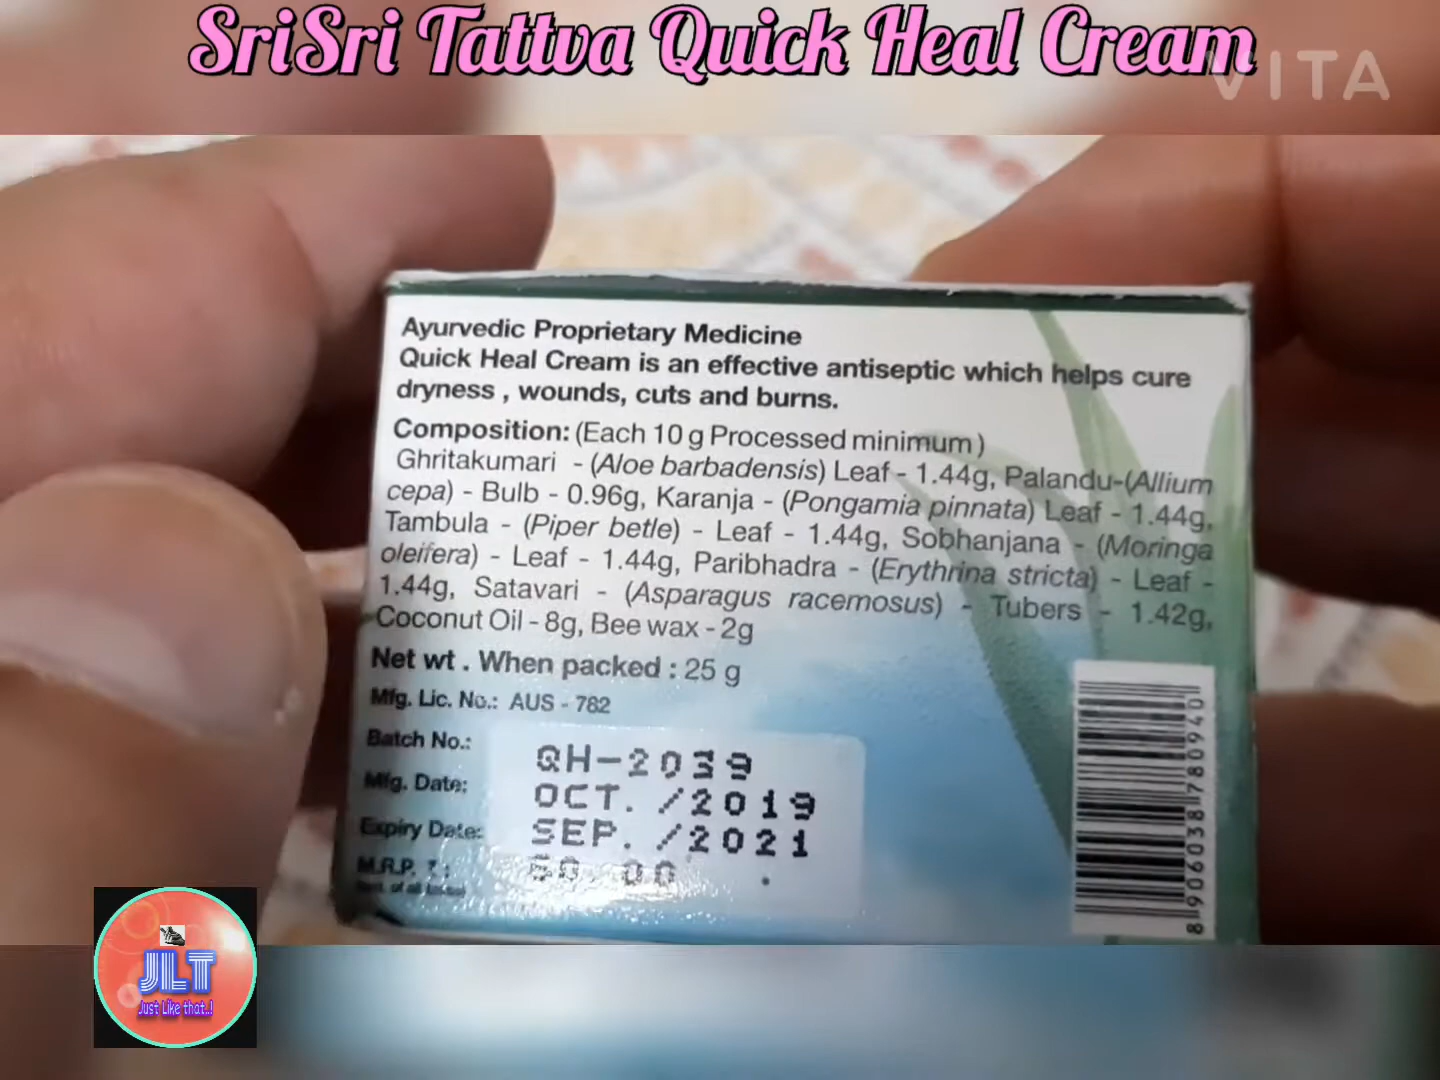 SriSri Tattva Quick Heal Cream
VITA
Ayurvedic Proprietary Medicine
Quick Heal Cream is an effective antiseptic which helps cure
dryness , wounds, cuts and burns.
Composition: (Each 10 g Processed minimum)
Ghritakumari - (Aloe barbadensis) Leaf - 1.44g, Palandu-(Allium
cepa) - Bulb - 0.96g, Karanja - (Pongamia pinnata) Leaf - 1.44g,
Tambula - (Piper betle) - Leaf - 1.44g, Sobhanjana - (Moringa
oleifera) - Leaf - 1.44g, Paribhadra - (Erythrina stricta) - Leaf -
1.44g, Satavari - (Asparagus racemosus) - Tubers - 1.42g,
Coconut Oil - 8g, Bee wax - 2g
Net wt . When packed : 25 g
Mfg. Lic. No.: AUS - 782
Batch No.: QH-2039
Mfg. Date: OCT. /2019
Expiry Date: SEP. /2021
M.R.P. ₹ : 50.00
8906038780940
JLT
Just Like that..!